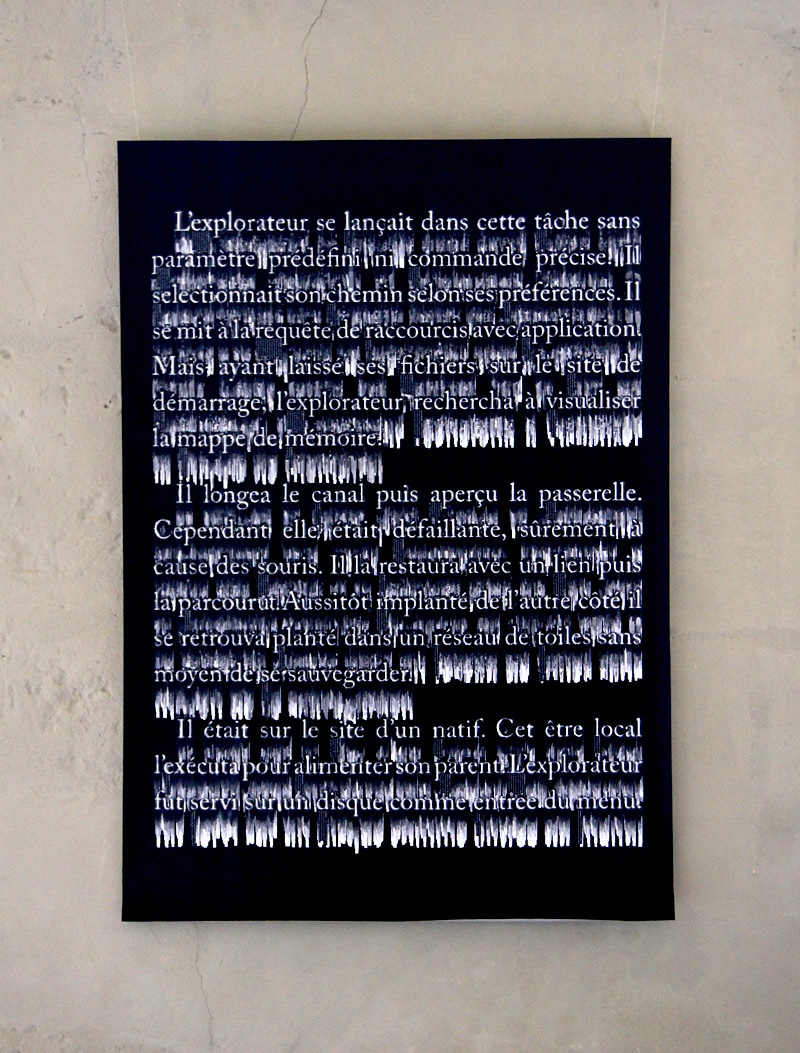 L'explorateur se lançait dans cette tâche sans
paramètre prédéfini ni commande précise. Il
sélectionnait son chemin selon ses préférences. Il
se mit à la requête de raccourcis avec application.
Mais ayant laissé ses fichiers sur le site de
démarrage, l'explorateur rechercha à visualiser
la mappe de mémoire.
Il longea le canal puis aperçu la passerelle.
Cependant elle était défaillante, sûrement à
cause des souris. Il la restaura avec un lien puis
la parcourut. Aussitôt implanté de l'autre côté il
se retrouva planté dans un réseau de toiles sans
moyen de se sauvegarder.
Il était sur le site d'un natif. Cet être local
l'exécuta pour alimenter son parent. L'explorateur
fut servi sur un disque comme entrée du menu.